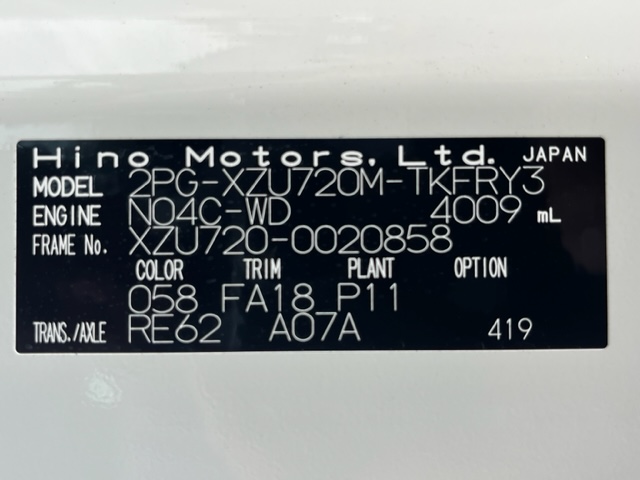 Hino Motors, Ltd. JAPAN
MODEL 2PG-XZU720M-TKFRY3
ENGINE N04C-WD 4009 mL
FRAME No. XZU720-0020858
COLOR TRIM PLANT OPTION
058 FA18 P11
TRANS./AXLE RE62 A07A 419